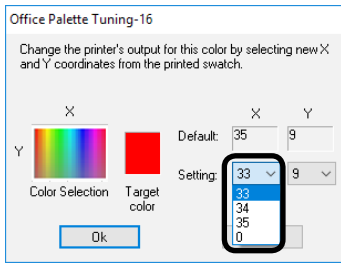 Office Palette Tuning-16
Change the printer's output for this color by selecting new X
and Y coordinates from the printed swatch.
X
X Y
Default: 35 9
Y
Setting: 33 9
Color Selection Target
color
33
34
35
0
Ok